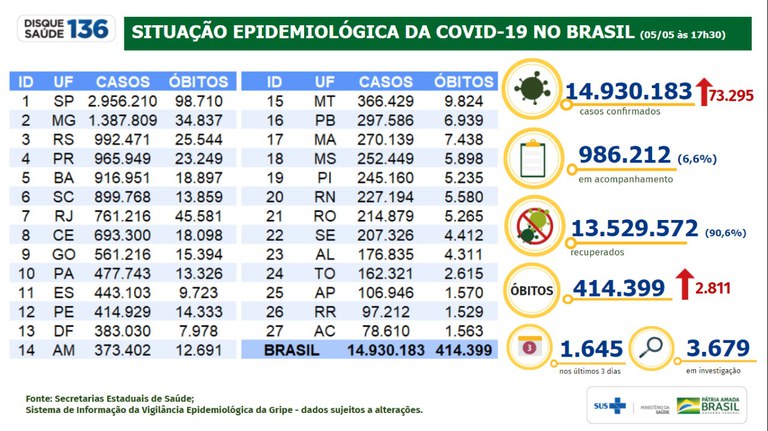 DISQUE
SAÚDE 136
SITUAÇÃO EPIDEMIOLÓGICA DA COVID-19 NO BRASIL (05/05 às 17h30)
ID UF CASOS ÓBITOS
1 SP 2.956.210 98.710
2 MG 1.387.809 34.837
3 RS 992.471 25.544
4 PR 965.949 23.249
5 BA 916.951 18.897
6 SC 899.768 13.859
7 RJ 761.216 45.581
8 CE 693.300 18.098
9 GO 561.216 15.394
10 PA 477.743 13.326
11 ES 443.103 9.723
12 PE 414.929 14.333
13 DF 383.030 7.978
14 AM 373.402 12.691
ID UF CASOS ÓBITOS
15 MT 366.429 9.824
16 PB 297.586 6.939
17 MA 270.139 7.438
18 MS 252.449 5.898
19 PI 245.160 5.235
20 RN 227.194 5.580
21 RO 214.879 5.265
22 SE 207.326 4.412
23 AL 176.835 4.311
24 TO 162.321 2.615
25 AP 106.946 1.570
26 RR 97.212 1.529
27 AC 78.610 1.563
BRASIL 14.930.183 414.399
14.930.183 73.295
casos confirmados
986.212 (6,6%)
em acompanhamento
13.529.572 (90,6%)
recuperados
ÓBITOS 414.399 2.811
3 1.645
nos últimos 3 dias
3.679
em investigação
Fonte: Secretarias Estaduais de Saúde;
Sistema de Informação da Vigilância Epidemiológica da Gripe - dados sujeitos a alterações.
SUS
MINISTÉRIO DA
SAÚDE
PÁTRIA AMADA
BRASIL